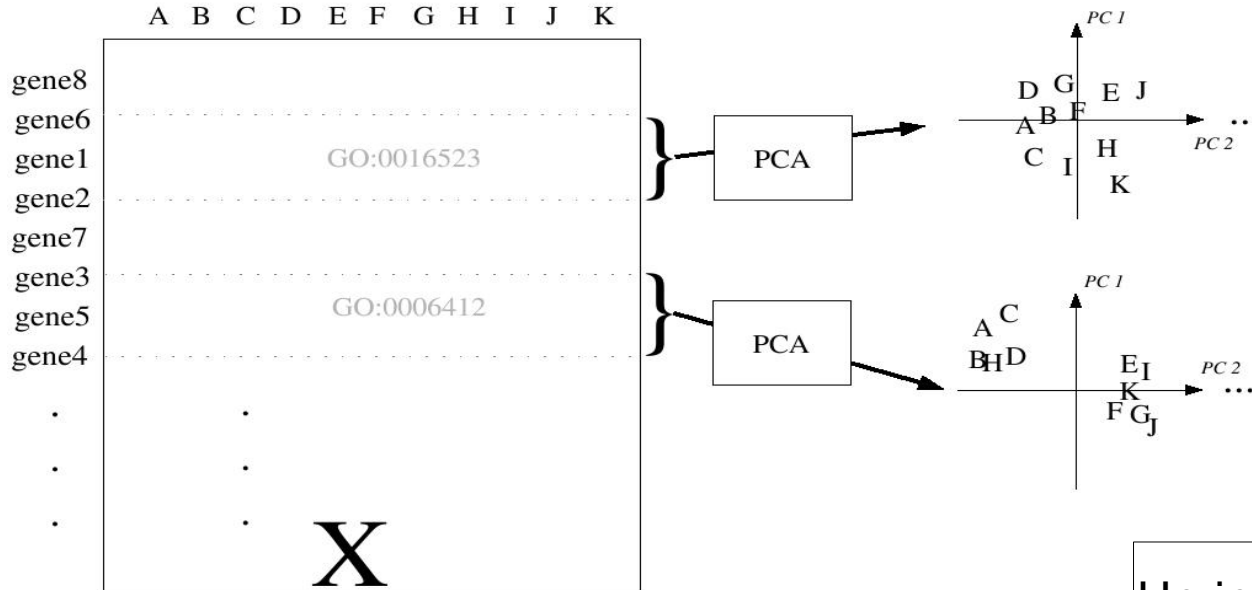 A B C D E F G H I J K
gene8
gene6
gene1
gene2
gene7
gene3
gene5
gene4
GO:0016523
GO:0006412
X
PCA
PCA
PC 1
D G E J
A B F
C I H
K
PC 2
...
PC 1
A C
B H D
E I
K
F G J
PC 2
...